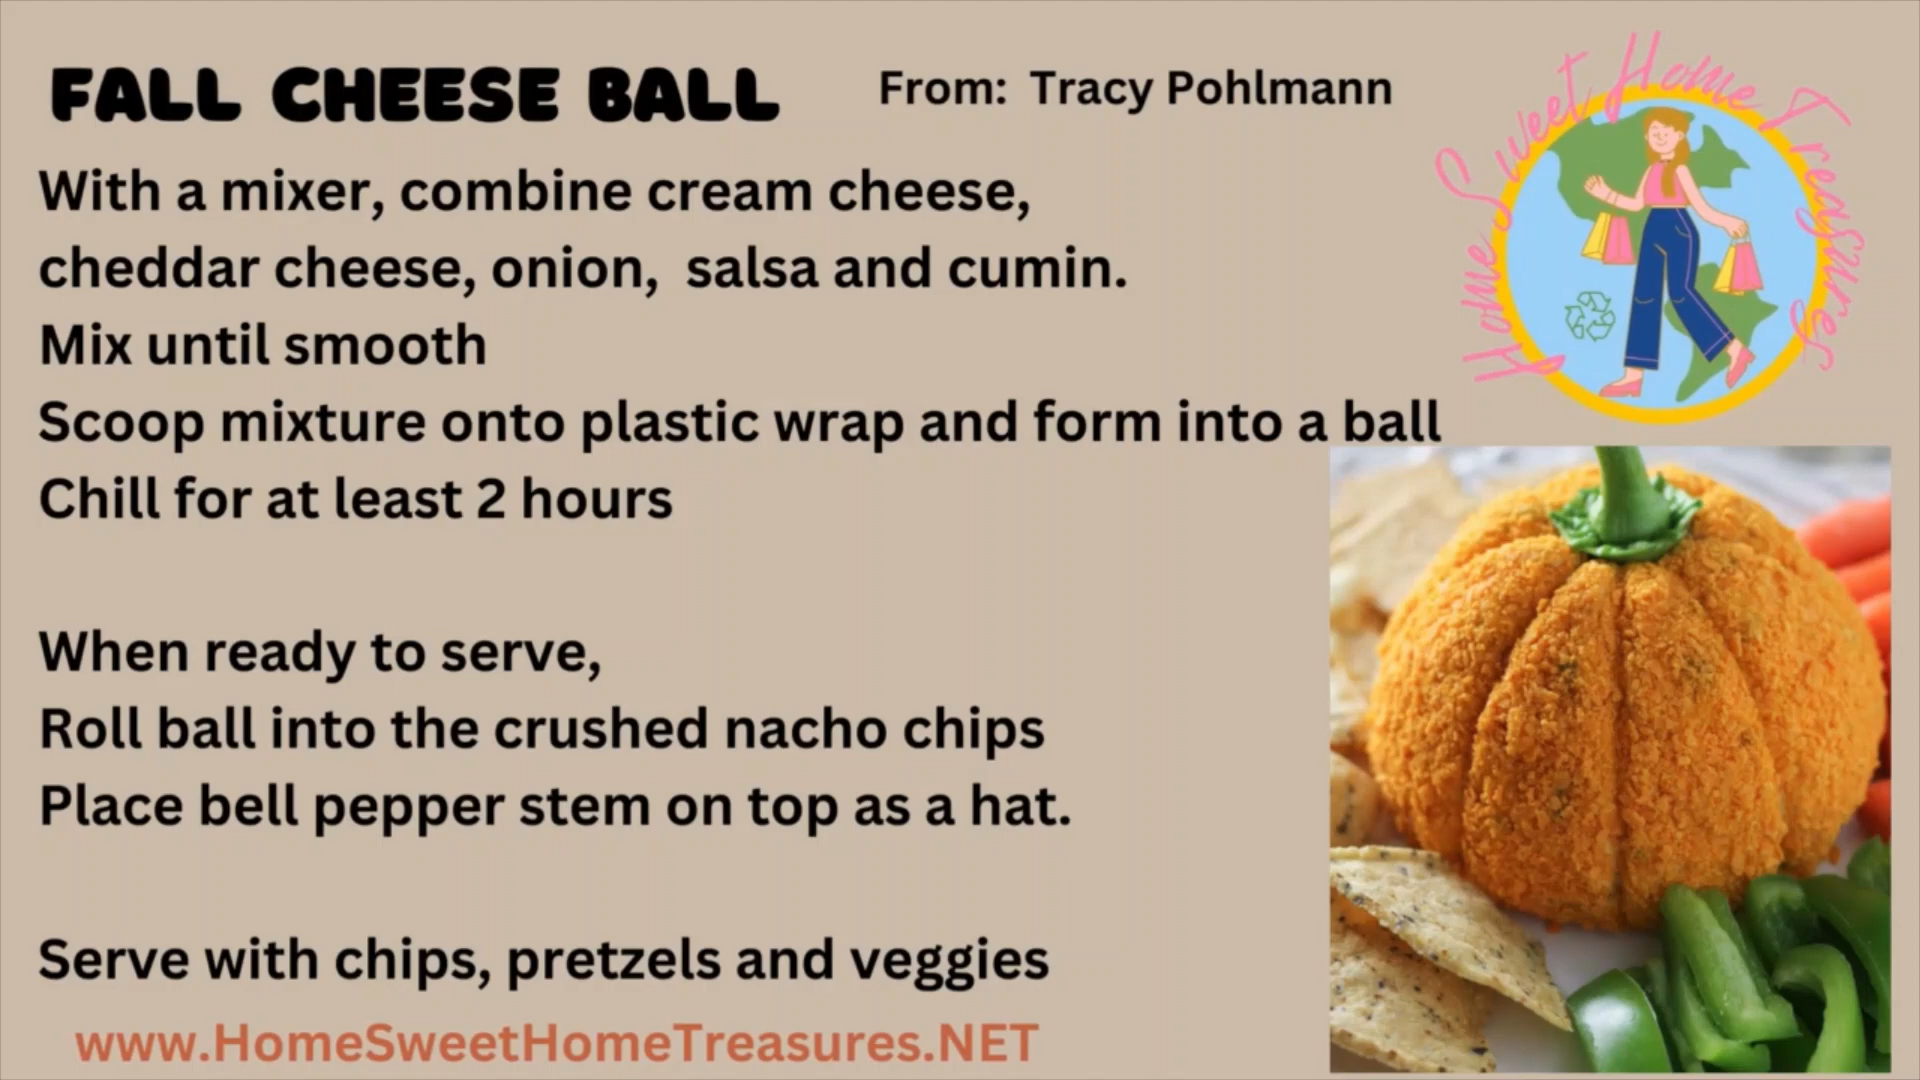 FALL CHEESE BALL
From: Tracy Pohlmann
Home Sweet Home Treasures
With a mixer, combine cream cheese,
cheddar cheese, onion, salsa and cumin.
Mix until smooth
Scoop mixture onto plastic wrap and form into a ball
Chill for at least 2 hours
When ready to serve,
Roll ball into the crushed nacho chips
Place bell pepper stem on top as a hat.
Serve with chips, pretzels and veggies
www.HomeSweetHomeTreasures.NET